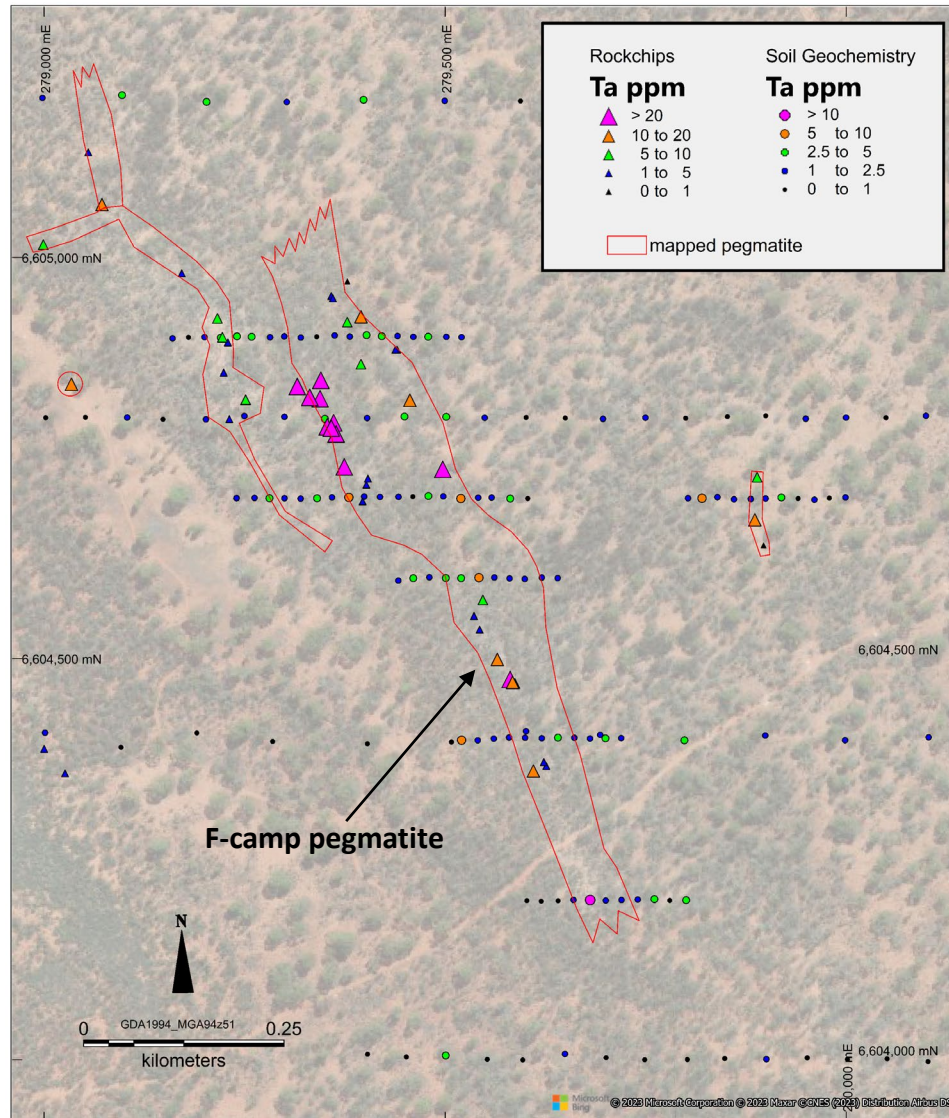 279,000 mE
279,500 mE
Rockchips
Soil Geochemistry
Ta ppm
Ta ppm
> 20
> 10
10 to 20
5 to 10
5 to 10
2.5 to 5
1 to 5
1 to 2.5
0 to 1
0 to 1
mapped pegmatite
6,605,000 mN
6,604,500 mN
6,604,500 mN
F-camp pegmatite
N
GDA1994_MGA94z51
0
0.25
kilometers
6,604,000 mN
mE
Microsoft
Bing
© 2023 Microsoft Corporation © 2023 Maxar ©CNES (2023) Distribution Airbus